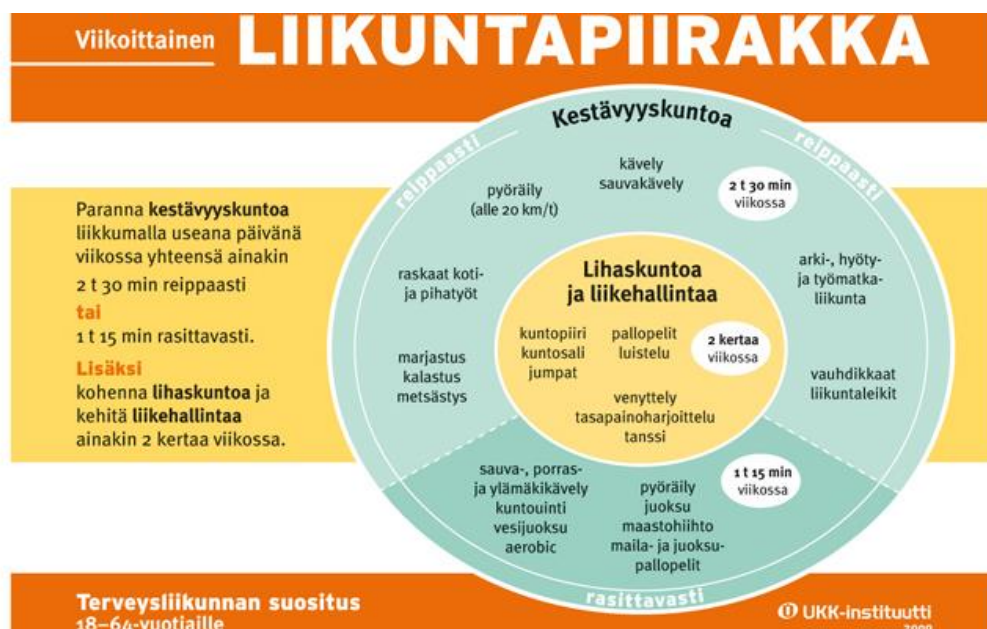 Viikoittainen LIIKUNTAPIIRAKKA
Paranna kestävyyskuntoa
liikkumalla useana päivänä
viikossa yhteensä ainakin
2 t 30 min reippaasti
tai
1 t 15 min rasittavasti.
Lisäksi
kohenna lihaskuntoa ja
kehitä liikehallintaa
ainakin 2 kertaa viikossa.
Kestävyyskuntoa
reippaasti
reippaasti
kävely
sauvakävely
2 t 30 min
viikossa
pyöräily
(alle 20 km/t)
arki-, hyöty-
ja työmatka-
liikunta
raskaat koti-
ja pihatyöt
vauhdikkaat
liikuntaleikit
marjastus
kalastus
metsästys
Lihaskuntoa
ja liikehallintaa
kuntopiiri
kuntosali
jumpat
pallopelit
luistelu
2 kertaa
viikossa
venyttely
tasapainoharjoittelu
tanssi
sauva-, porras-
ja ylämäkikävely
kuntouinti
vesijuoksu
aerobic
pyöräily
juoksu
maastohiihto
maila- ja juoksu-
pallopelit
1 t 15 min
viikossa
rasittavasti
Terveysliikunnan suositus
18–64-vuotiaille
UKK-instituutti
2009